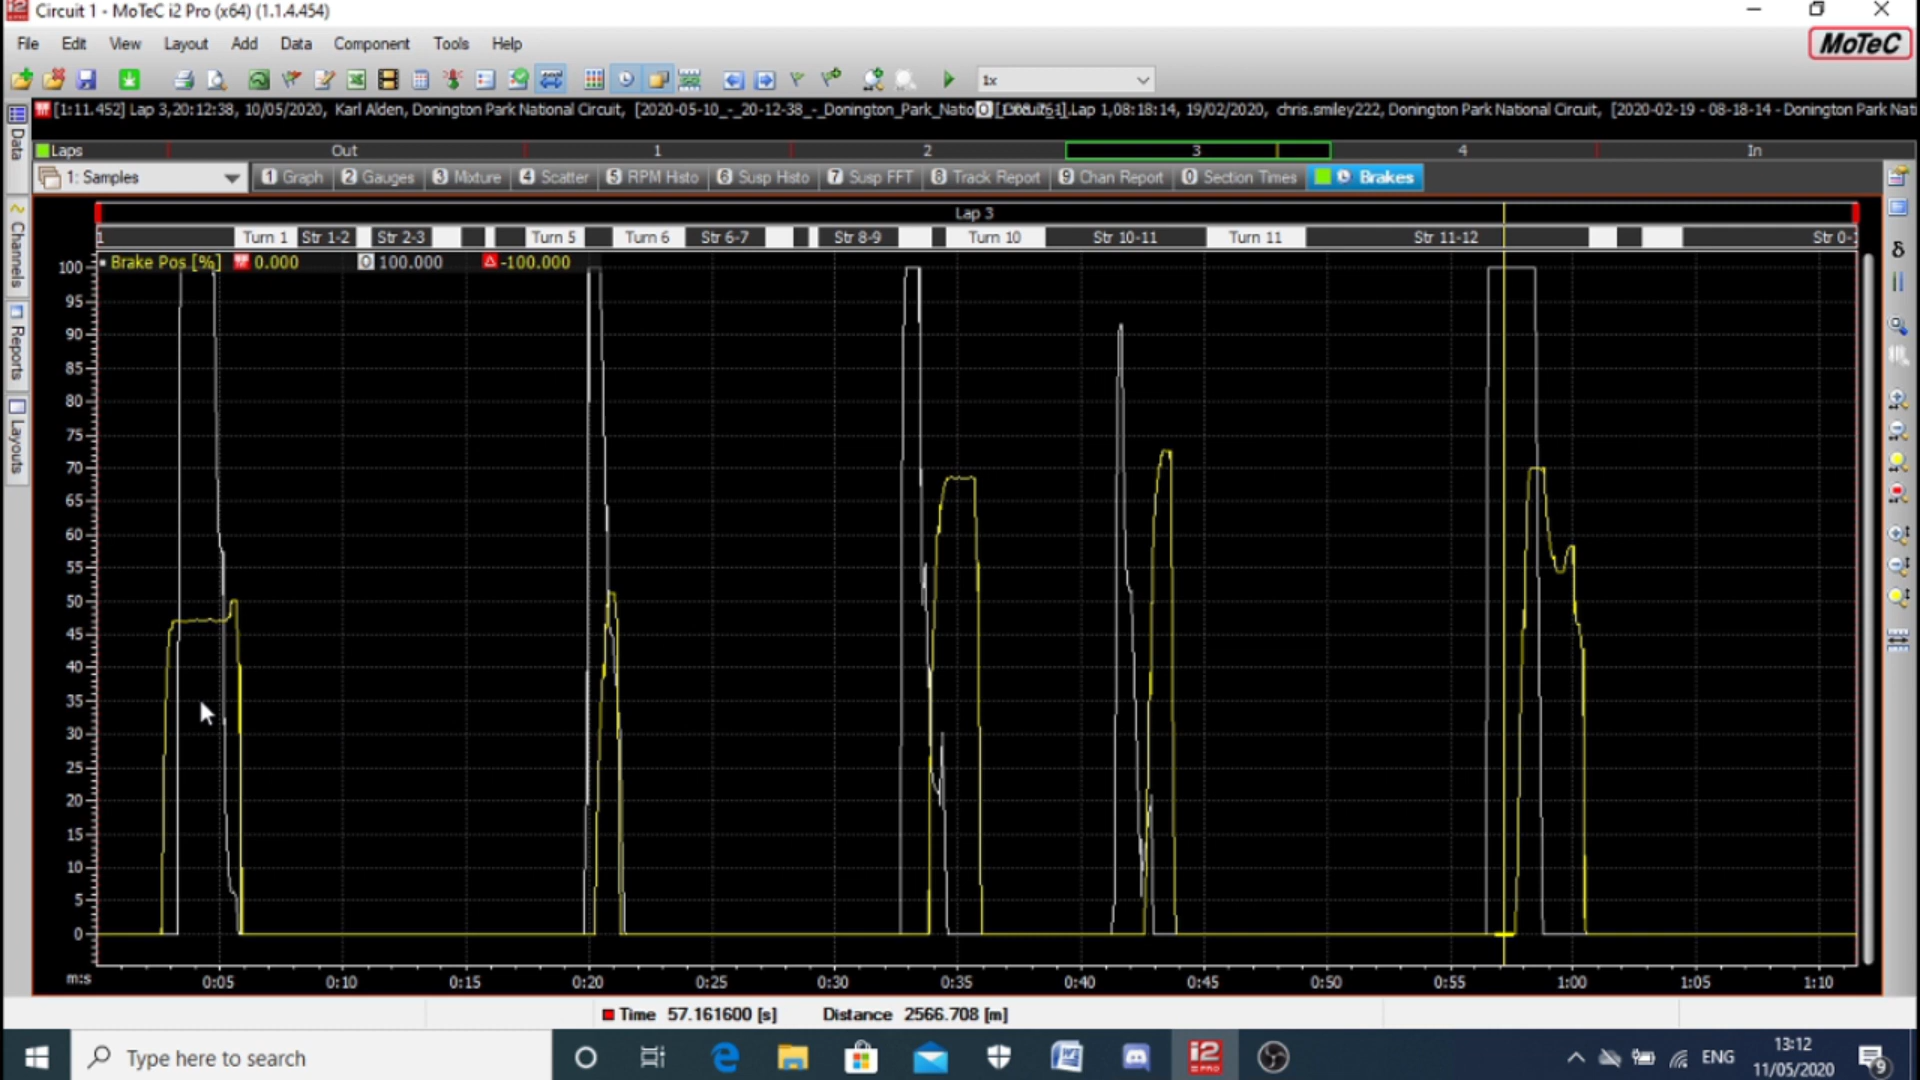 Circuit 1 - MoTeC i2 Pro (x64) (1.1.4.454)
File Edit View Layout Add Data Component Tools Help
MoTeC
1x
[1:11.452] Lap 3,20:12:38, 10/05/2020, Karl Alden, Donington Park National Circuit, [2020-05-10_-_20-12-38_-_Donington_Park_Natio
Lap 1,08:18:14, 19/02/2020, chris.smiley222, Donington Park National Circuit, [2020-02-19 - 08-18-14 - Donington Park Nati
Laps Out 1 2 3 4 In
1: Samples 1 Graph 2 Gauges 3 Mixture 4 Scatter 5 RPM Histo 6 Susp Histo 7 Susp FFT 8 Track Report 9 Chan Report 0 Section Times Brakes
Data
Channels
Reports
Layouts
Lap 3
1 Turn 1 Str 1-2 Str 2-3 Turn 5 Turn 6 Str 6-7 Str 8-9 Turn 10 Str 10-11 Turn 11 Str 11-12 Str 0-
Brake Pos [%] 0.000 O 100.000 Δ -100.000
100
95
90
85
80
75
70
65
60
55
50
45
40
35
30
25
20
15
10
5
0
m:s 0:05 0:10 0:15 0:20 0:25 0:30 0:35 0:40 0:45 0:50 0:55 1:00 1:05 1:10
Time 57.161600 [s] Distance 2566.708 [m]
Type here to search
i2 PRO
ENG
13:12
11/05/2020
9